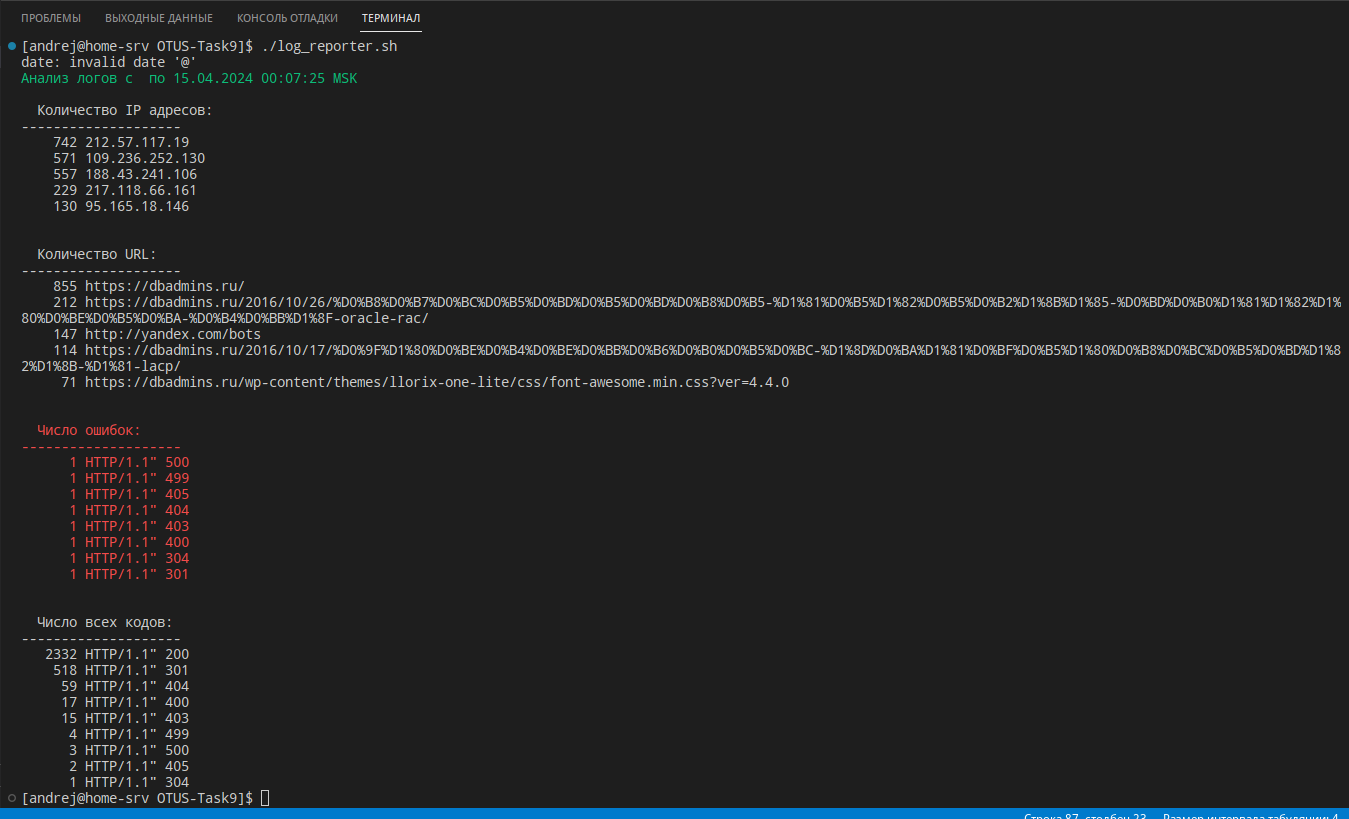 ПРОБЛЕМЫ ВЫХОДНЫЕ ДАННЫЕ КОНСОЛЬ ОТЛАДКИ ТЕРМИНАЛ
[andrej@home-srv OTUS-Task9]$ ./log_reporter.sh
date: invalid date '@'
Анализ логов с  по 15.04.2024 00:07:25 MSK
Количество IP адресов:
--------------------
742 212.57.117.19
571 109.236.252.130
557 188.43.241.106
229 217.118.66.161
130 95.165.18.146
Количество URL:
--------------------
855 https://dbadmins.ru/
212 https://dbadmins.ru/2016/10/26/%D0%B8%D0%B7%D0%BC%D0%B5%D0%BD%D0%B5%D0%BD%D0%B8%D0%B5-%D1%81%D0%B5%D1%82%D0%B5%D0%B2%D1%8B%D1%85-%D0%BD%D0%B0%D1%81%D1%82%D1%
80%D0%BE%D0%B5%D0%BA-%D0%B4%D0%BB%D1%8F-oracle-rac/
147 http://yandex.com/bots
114 https://dbadmins.ru/2016/10/17/%D0%9F%D1%80%D0%BE%D0%B4%D0%BE%D0%BB%D0%B6%D0%B0%D0%B5%D0%BC-%D1%8D%D0%BA%D1%81%D0%BF%D0%B5%D1%80%D0%B8%D0%BC%D0%B5%D0%BD%D1%8
2%D1%8B-%D1%81-lacp/
71 https://dbadmins.ru/wp-content/themes/llorix-one-lite/css/font-awesome.min.css?ver=4.4.0
Число ошибок:
--------------------
1 HTTP/1.1" 500
1 HTTP/1.1" 499
1 HTTP/1.1" 405
1 HTTP/1.1" 404
1 HTTP/1.1" 403
1 HTTP/1.1" 400
1 HTTP/1.1" 304
1 HTTP/1.1" 301
Число всех кодов:
--------------------
2332 HTTP/1.1" 200
518 HTTP/1.1" 301
59 HTTP/1.1" 404
17 HTTP/1.1" 400
15 HTTP/1.1" 403
4 HTTP/1.1" 499
3 HTTP/1.1" 500
2 HTTP/1.1" 405
1 HTTP/1.1" 304
[andrej@home-srv OTUS-Task9]$
Строка 87, столбец 23 Размер интервала табуляции: 4